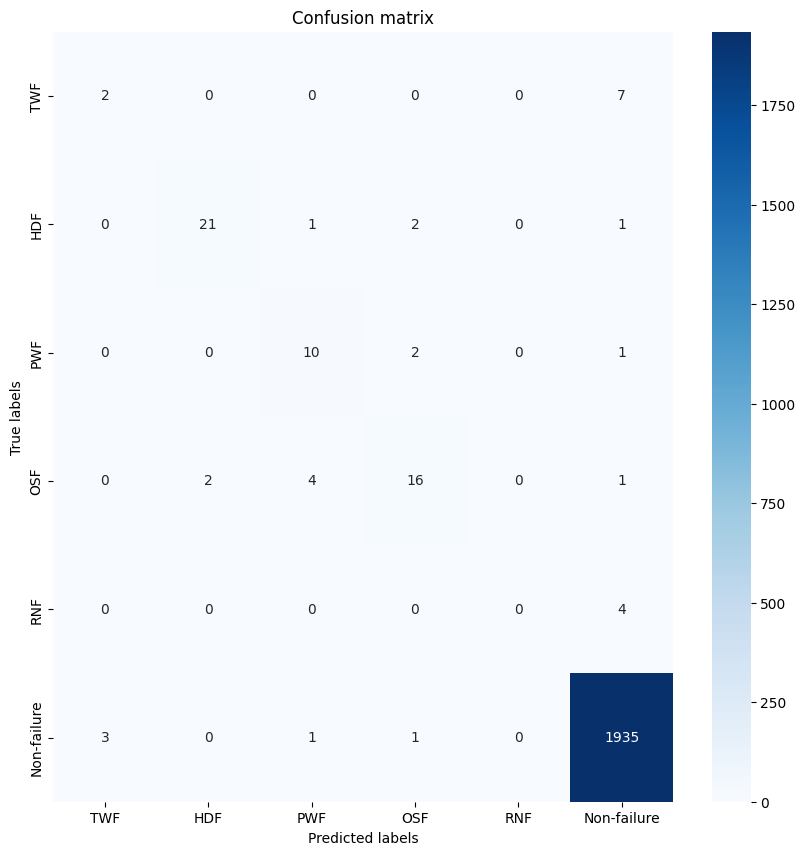 Confusion matrix
True labels
TWF 2 0 0 0 0 7
HDF 0 21 1 2 0 1
PWF 0 0 10 2 0 1
OSF 0 2 4 16 0 1
RNF 0 0 0 0 0 4
Non-failure 3 0 1 1 0 1935
TWF HDF PWF OSF RNF Non-failure
Predicted labels
1750
1500
1250
1000
750
500
250
0